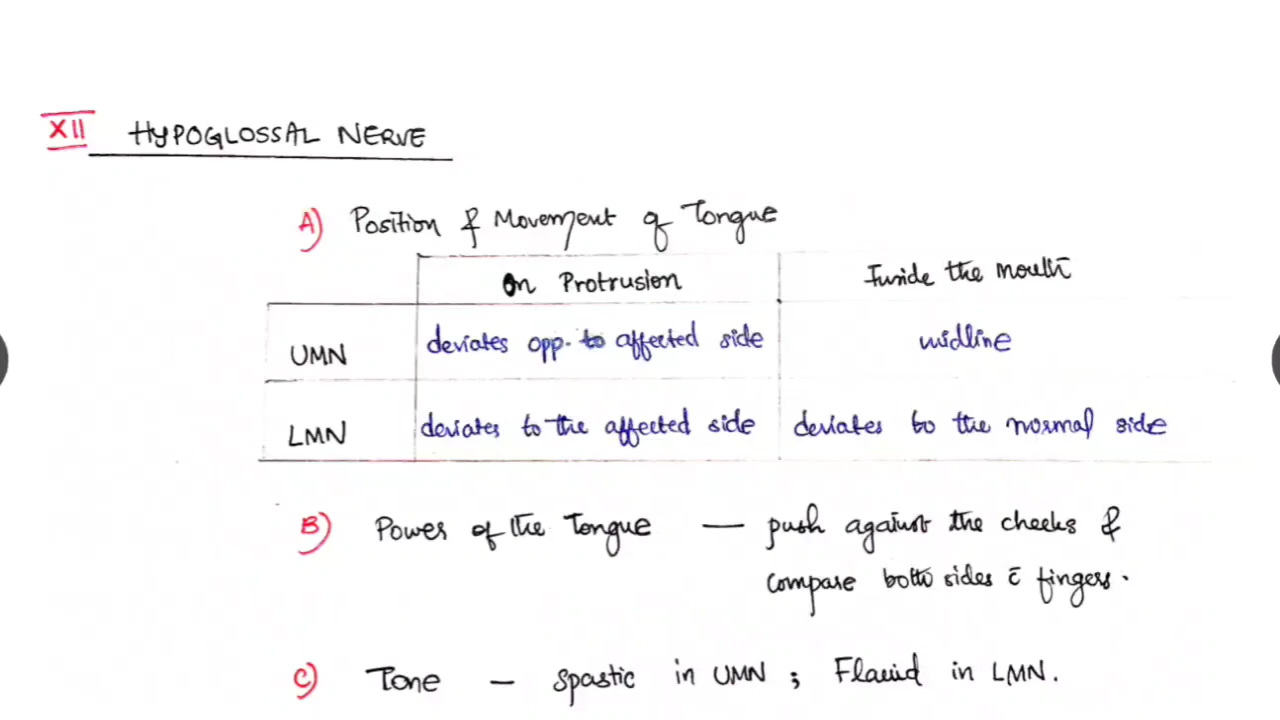 XII HYPOGLOSSAL NERVE
A) Position & Movement of Tongue
On Protrusion Inside the mouth
UMN deviates opp. to affected side midline
LMN deviates to the affected side deviates to the normal side
B) Power of the Tongue — push against the cheeks &
compare both sides c̄ fingers.
C) Tone — Spastic in UMN ; Flaccid in LMN.